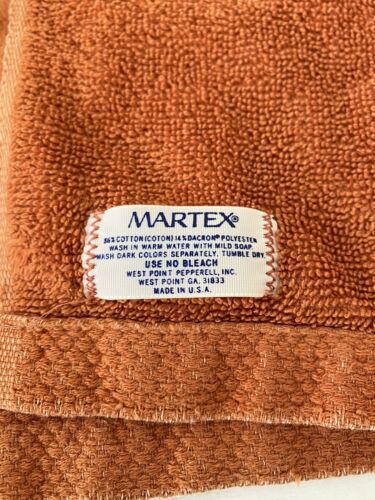 MARTEX®
86% COTTON (COTON) 14% DACRON® POLYESTER
WASH IN WARM WATER WITH MILD SOAP.
WASH DARK COLORS SEPARATELY. TUMBLE DRY.
USE NO BLEACH
WEST POINT PEPPERELL, INC.
WEST POINT GA. 31833
MADE IN U.S.A.